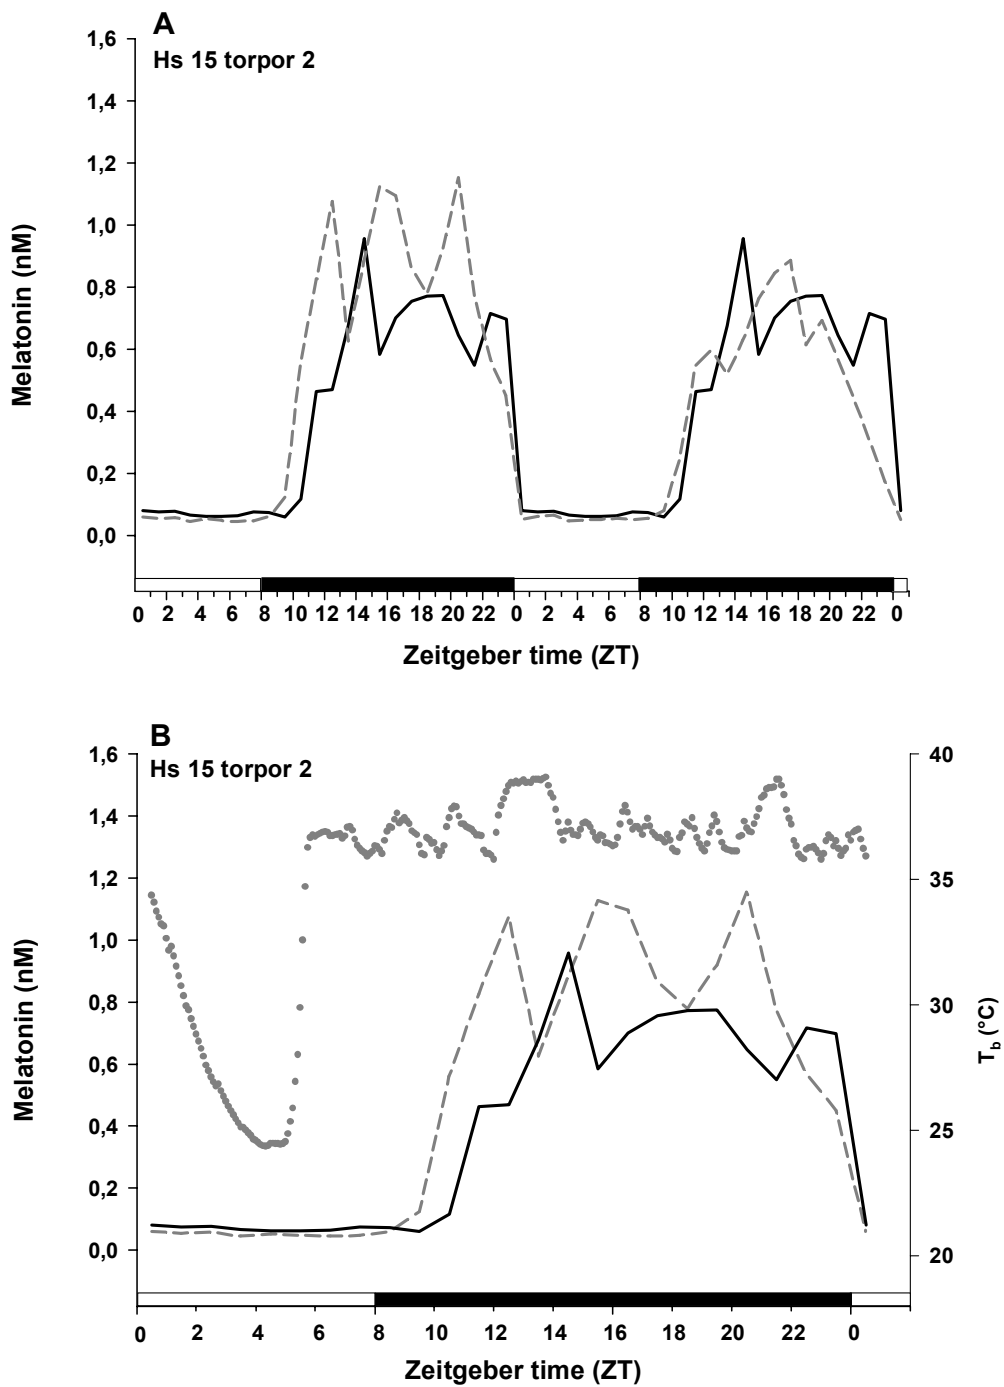 A
Hs 15 torpor 2
1,6
1,4
1,2
1,0
0,8
0,6
0,4
0,2
0,0
Melatonin (nM)
0 2 4 6 8 10 12 14 16 18 20 22 0 2 4 6 8 10 12 14 16 18 20 22 0
Zeitgeber time (ZT)
B
Hs 15 torpor 2
1,6
1,4
1,2
1,0
0,8
0,6
0,4
0,2
0,0
Melatonin (nM)
40
35
30
25
20
T_b (°C)
0 2 4 6 8 10 12 14 16 18 20 22 0
Zeitgeber time (ZT)